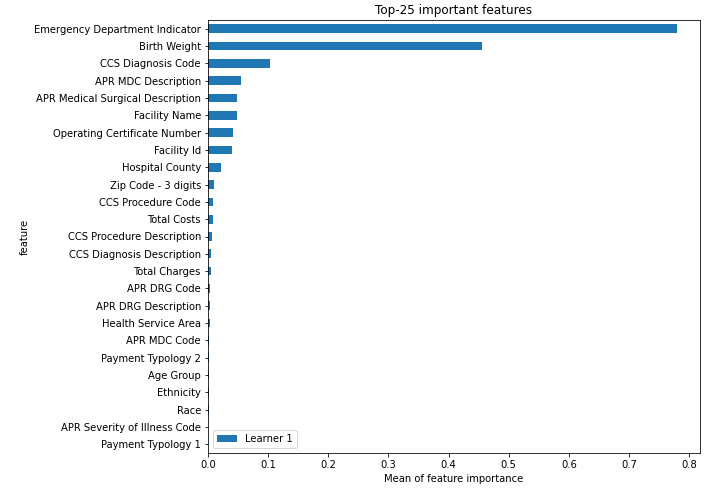 Top-25 important features
Emergency Department Indicator
Birth Weight
CCS Diagnosis Code
APR MDC Description
APR Medical Surgical Description
Facility Name
Operating Certificate Number
Facility Id
Hospital County
Zip Code - 3 digits
CCS Procedure Code
Total Costs
CCS Procedure Description
CCS Diagnosis Description
Total Charges
APR DRG Code
APR DRG Description
Health Service Area
APR MDC Code
Payment Typology 2
Age Group
Ethnicity
Race
APR Severity of Illness Code
Payment Typology 1
feature
Learner 1
0.0 0.1 0.2 0.3 0.4 0.5 0.6 0.7 0.8
Mean of feature importance